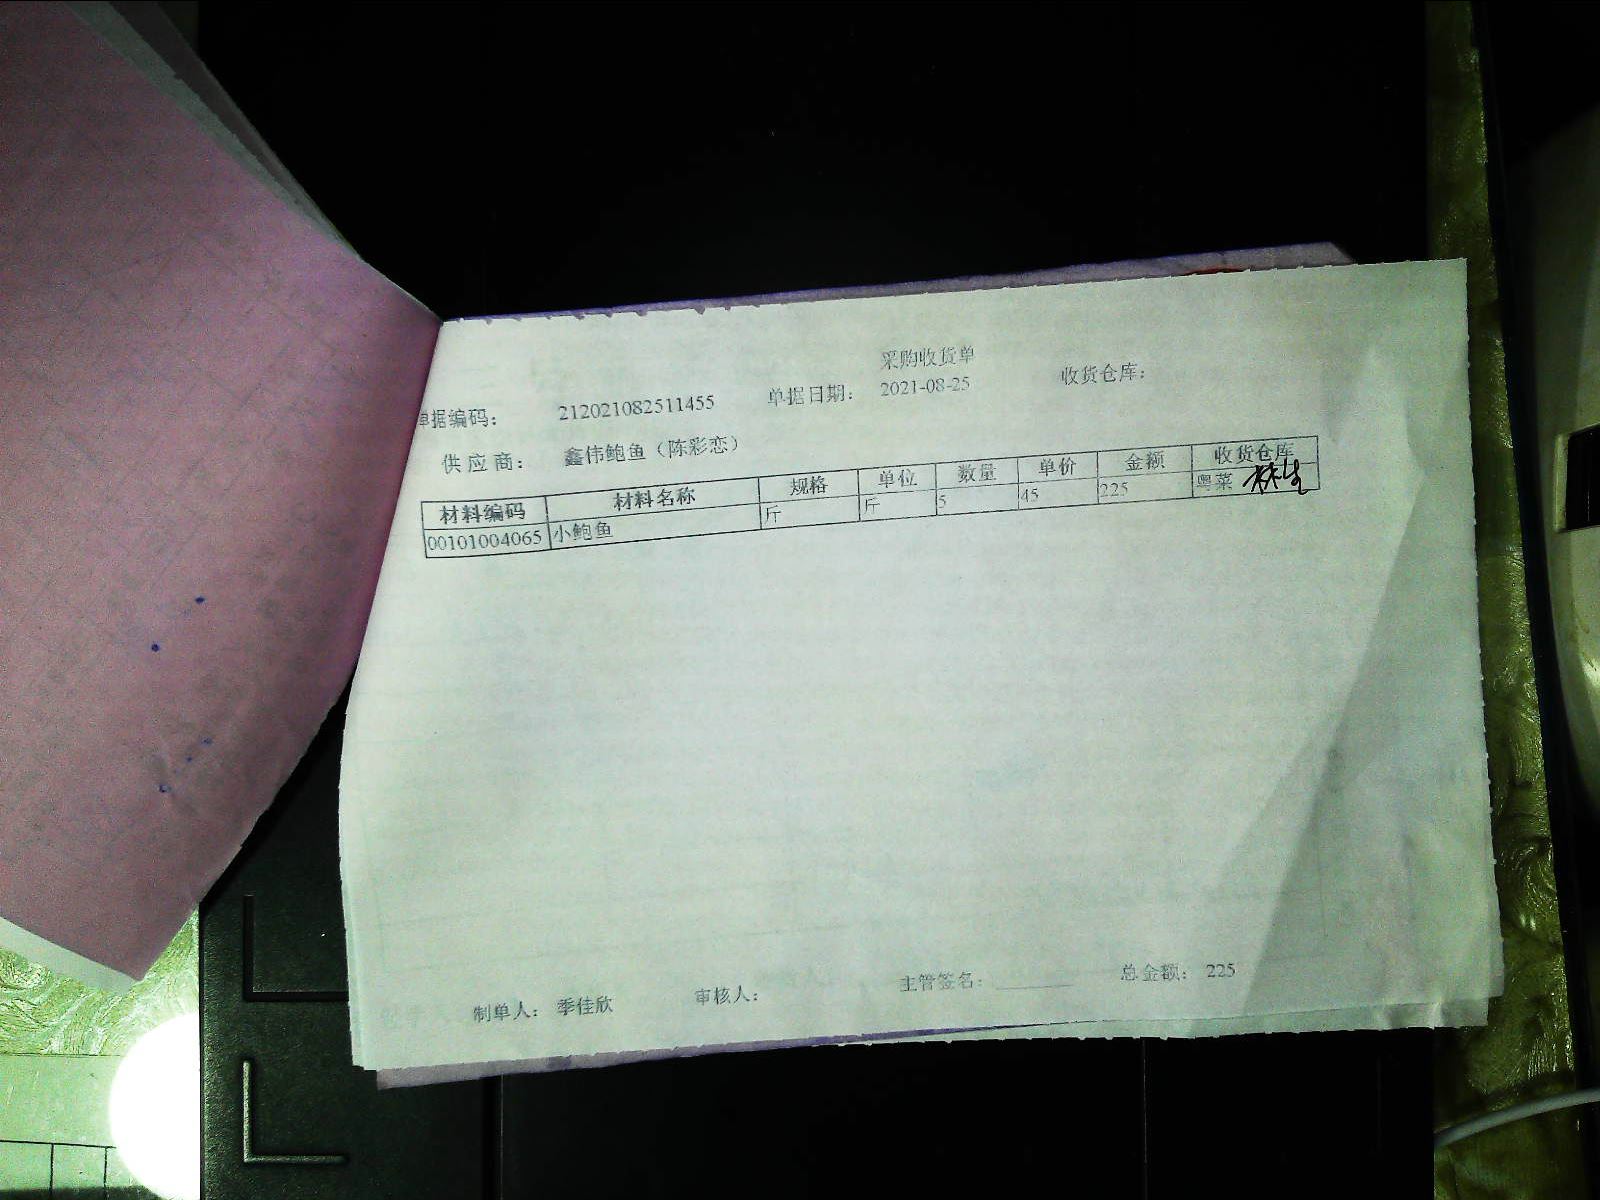 采购收货单
单据编码: 212021082511455 单据日期: 2021-08-25 收货仓库:
供应商: 鑫伟鲍鱼（陈彩恋）
材料编码 材料名称 规格 单位 数量 单价 金额 收货仓库
00101004065 小鲍鱼 斤 斤 5 45 225 粤菜
制单人: 季佳欣 审核人: 主管签名: 总金额: 225